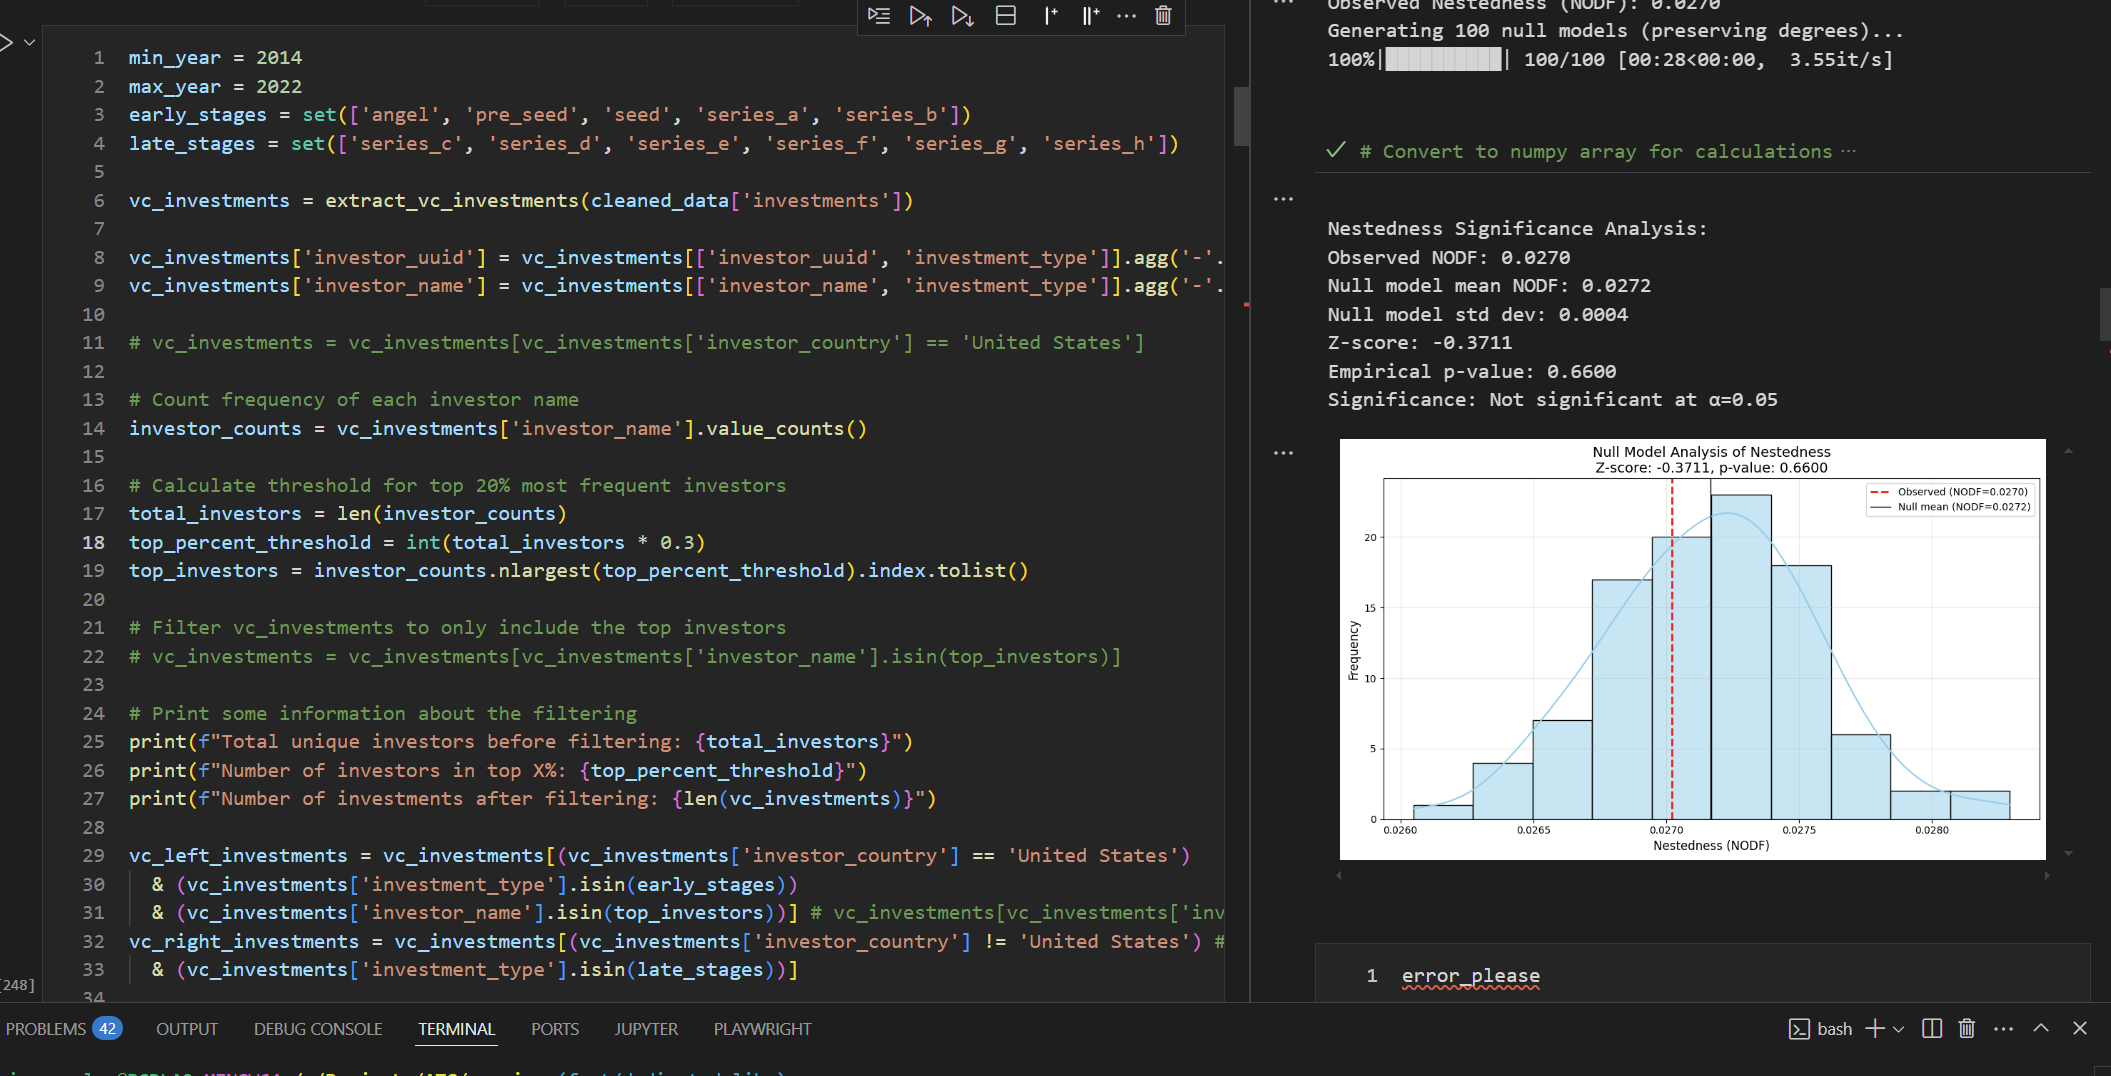 1 min_year = 2014
2 max_year = 2022
3 early_stages = set(['angel', 'pre_seed', 'seed', 'series_a', 'series_b'])
4 late_stages = set(['series_c', 'series_d', 'series_e', 'series_f', 'series_g', 'series_h'])
5
6 vc_investments = extract_vc_investments(cleaned_data['investments'])
7
8 vc_investments['investor_uuid'] = vc_investments[['investor_uuid', 'investment_type']].agg('-'.
9 vc_investments['investor_name'] = vc_investments[['investor_name', 'investment_type']].agg('-'.
10
11 # vc_investments = vc_investments[vc_investments['investor_country'] == 'United States']
12
13 # Count frequency of each investor name
14 investor_counts = vc_investments['investor_name'].value_counts()
15
16 # Calculate threshold for top 20% most frequent investors
17 total_investors = len(investor_counts)
18 top_percent_threshold = int(total_investors * 0.3)
19 top_investors = investor_counts.nlargest(top_percent_threshold).index.tolist()
20
21 # Filter vc_investments to only include the top investors
22 # vc_investments = vc_investments[vc_investments['investor_name'].isin(top_investors)]
23
24 # Print some information about the filtering
25 print(f"Total unique investors before filtering: {total_investors}")
26 print(f"Number of investors in top X%: {top_percent_threshold}")
27 print(f"Number of investments after filtering: {len(vc_investments)}")
28
29 vc_left_investments = vc_investments[(vc_investments['investor_country'] == 'United States')
30 & (vc_investments['investment_type'].isin(early_stages))
31 & (vc_investments['investor_name'].isin(top_investors))] # vc_investments[vc_investments['inv
32 vc_right_investments = vc_investments[(vc_investments['investor_country'] != 'United States') #
33 & (vc_investments['investment_type'].isin(late_stages))]
34
248]
Observed Nestedness (NODF): 0.0270
Generating 100 null models (preserving degrees)...
100%| | 100/100 [00:28<00:00, 3.55it/s]
# Convert to numpy array for calculations ...
Nestedness Significance Analysis:
Observed NODF: 0.0270
Null model mean NODF: 0.0272
Null model std dev: 0.0004
Z-score: -0.3711
Empirical p-value: 0.6600
Significance: Not significant at α=0.05
Null Model Analysis of Nestedness
Z-score: -0.3711, p-value: 0.6600
Observed (NODF=0.0270)
Null mean (NODF=0.0272)
Frequency
20
15
10
5
0
0.0260 0.0265 0.0270 0.0275 0.0280
Nestedness (NODF)
1 error_please
PROBLEMS 42 OUTPUT DEBUG CONSOLE TERMINAL PORTS JUPYTER PLAYWRIGHT
bash